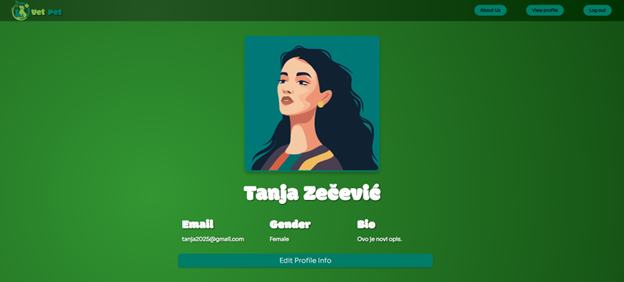 Vet Pet
About Us
View profile
Log out
Tanja Zečević
Email
Gender
Bio
tanja2025@gmail.com
Female
Ovo je novi opis.
Edit Profile Info